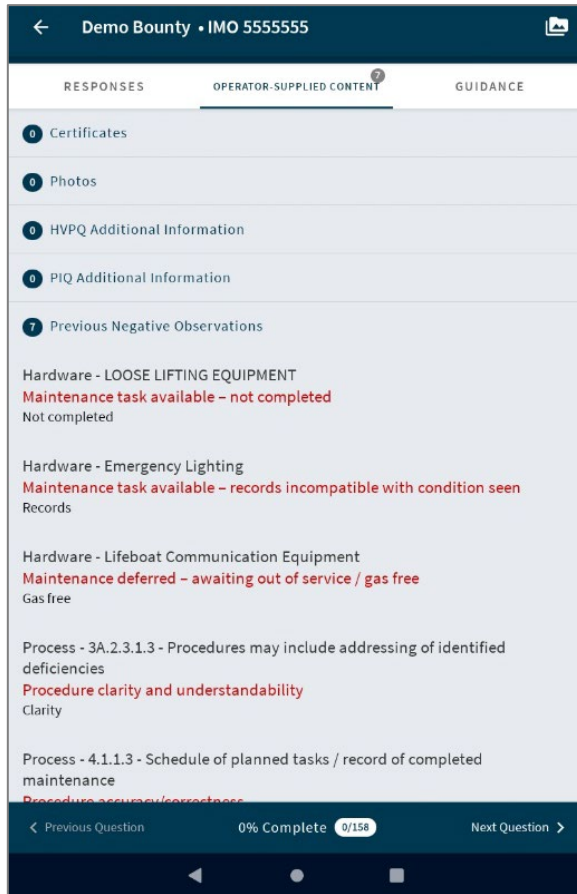 Demo Bounty • IMO 5555555
RESPONSES
OPERATOR-SUPPLIED CONTENT
7
GUIDANCE
0 Certificates
0 Photos
0 HVPQ Additional Information
0 PIQ Additional Information
7 Previous Negative Observations
Hardware - LOOSE LIFTING EQUIPMENT
Maintenance task available – not completed
Not completed
Hardware - Emergency Lighting
Maintenance task available – records incompatible with condition seen
Records
Hardware - Lifeboat Communication Equipment
Maintenance deferred – awaiting out of service / gas free
Gas free
Process - 3A.2.3.1.3 - Procedures may include addressing of identified
deficiencies
Procedure clarity and understandability
Clarity
Process - 4.1.1.3 - Schedule of planned tasks / record of completed
maintenance
Procedure accuracy/correctness
Previous Question
0% Complete 0/158
Next Question